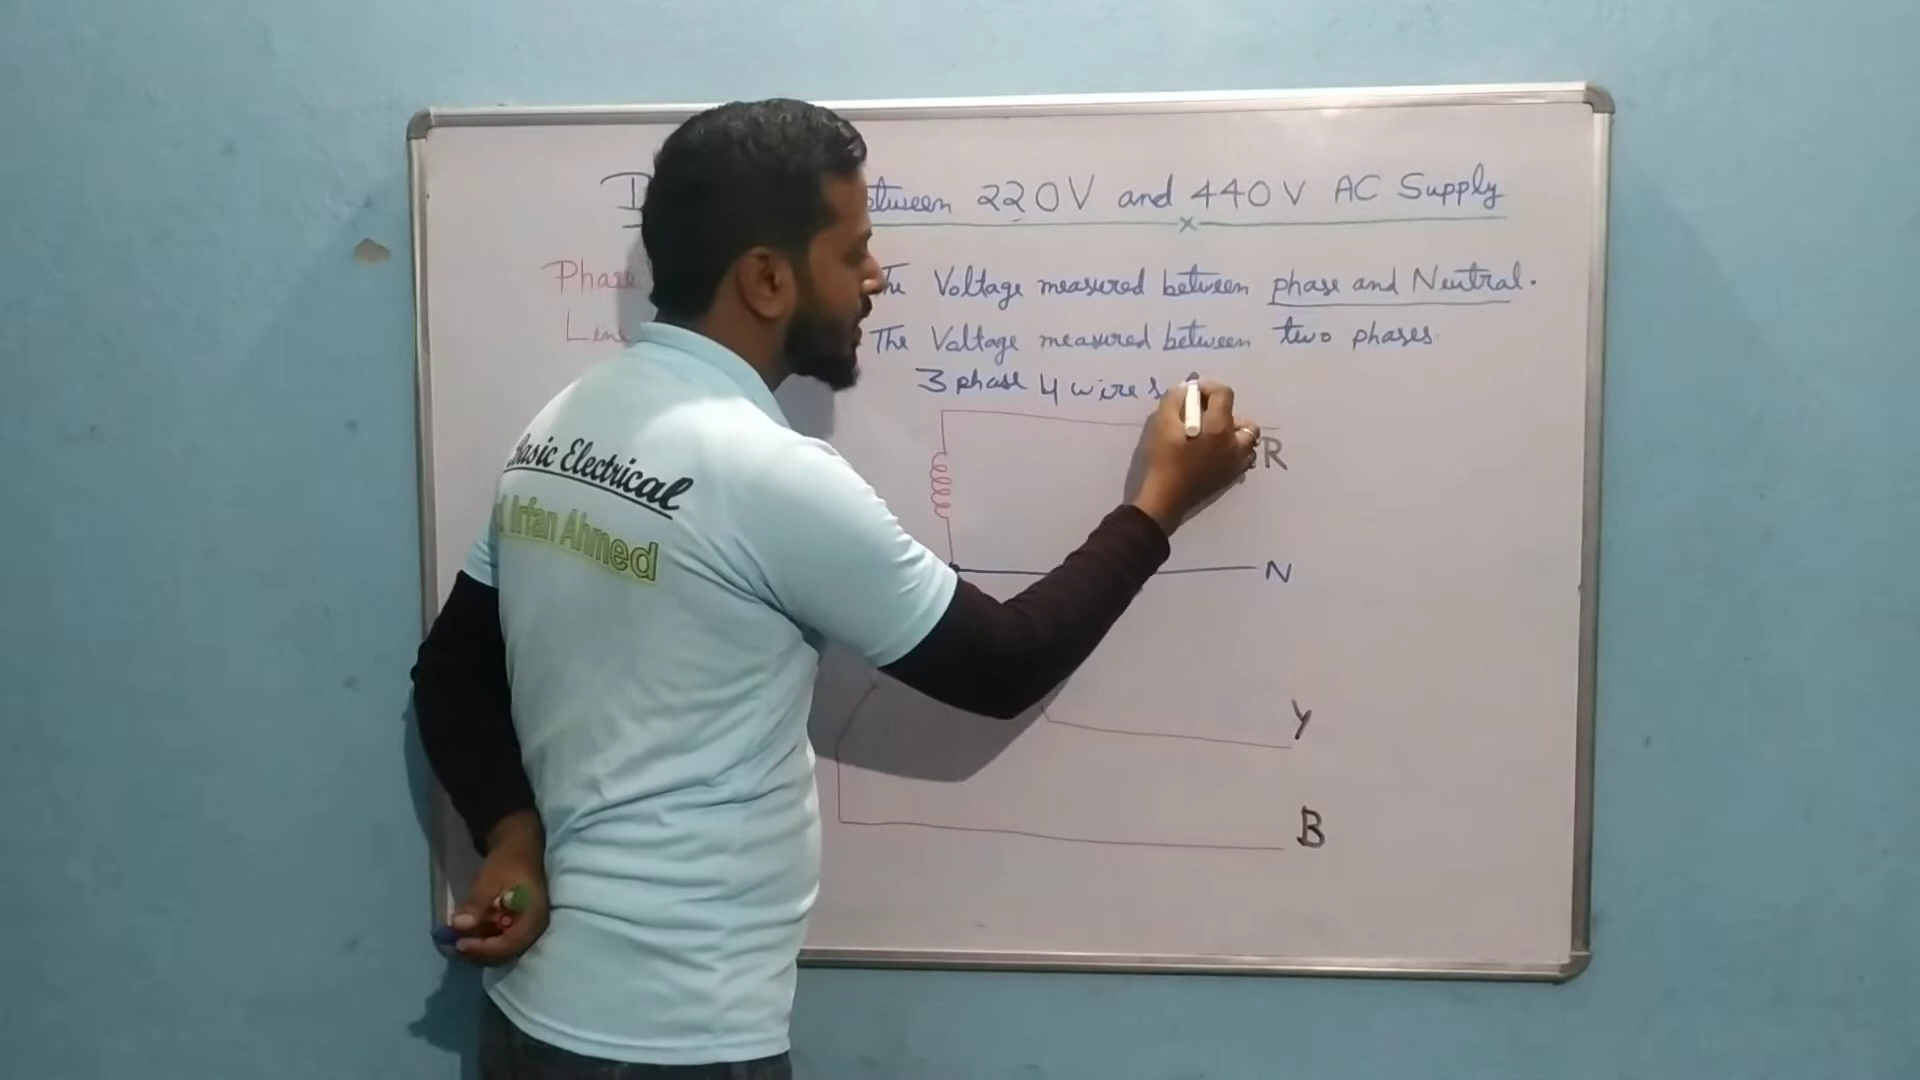 between 220V and 440V AC Supply
Phase The Voltage measured between phase and Neutral.
Line The Voltage measured between two phases.
3 phase 4 wire
R
N
Y
B
Basic Electrical
Irfan Ahmed